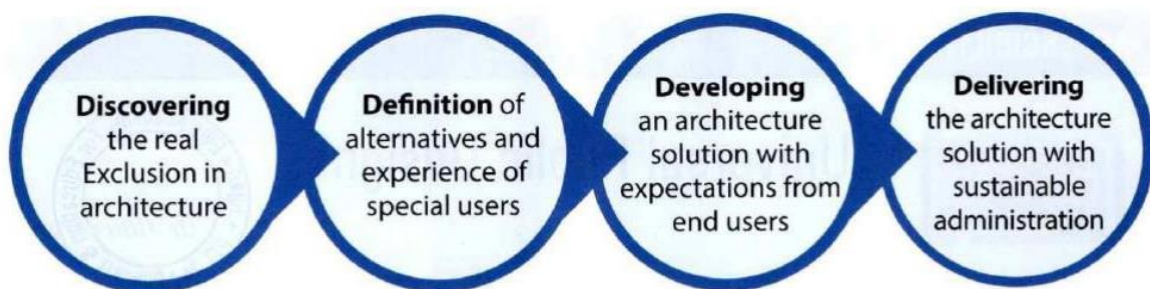 Discovering
the real
Exclusion in
architecture
Definition of
alternatives and
experience of
special users
Developing
an architecture
solution with
expectations from
end users
Delivering
the architecture
solution with
sustainable
administration